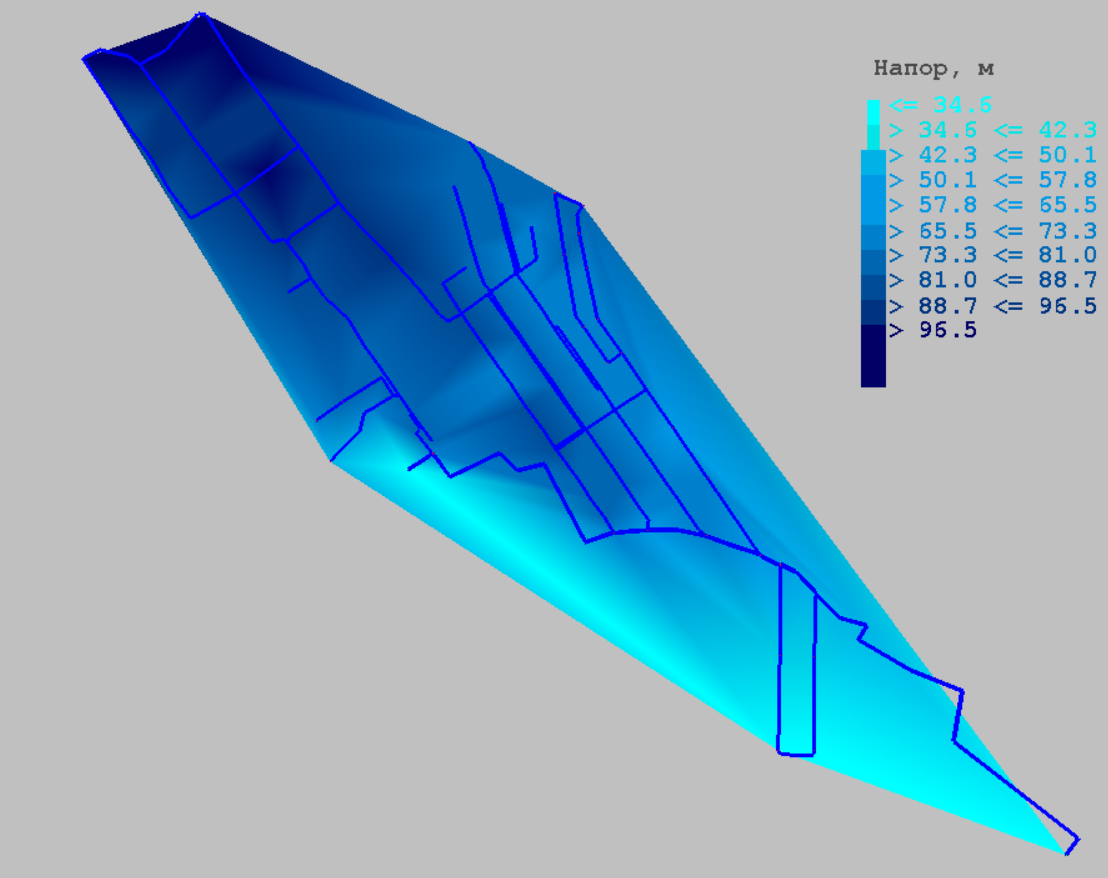 Напор, м
<= 34.6
> 34.6 <= 42.3
> 42.3 <= 50.1
> 50.1 <= 57.8
> 57.8 <= 65.5
> 65.5 <= 73.3
> 73.3 <= 81.0
> 81.0 <= 88.7
> 88.7 <= 96.5
> 96.5